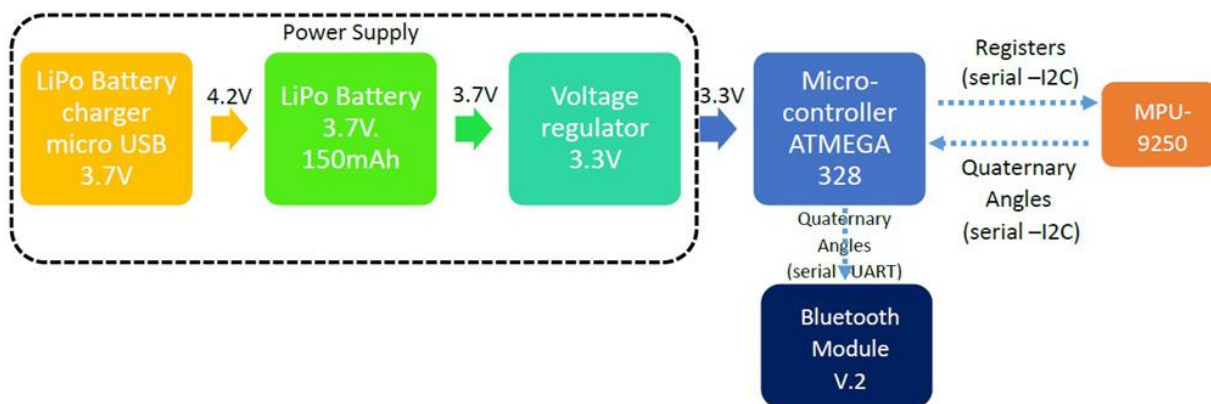 Power Supply
LiPo Battery
charger
micro USB
3.7V
4.2V
LiPo Battery
3.7V.
150mAh
3.7V
Voltage
regulator
3.3V
3.3V
Micro-
controller
ATMEGA
328
Registers
(serial –I2C)
MPU-
9250
Quaternary
Angles
(serial –I2C)
Quaternary
Angles
(serial –UART)
Bluetooth
Module
V.2